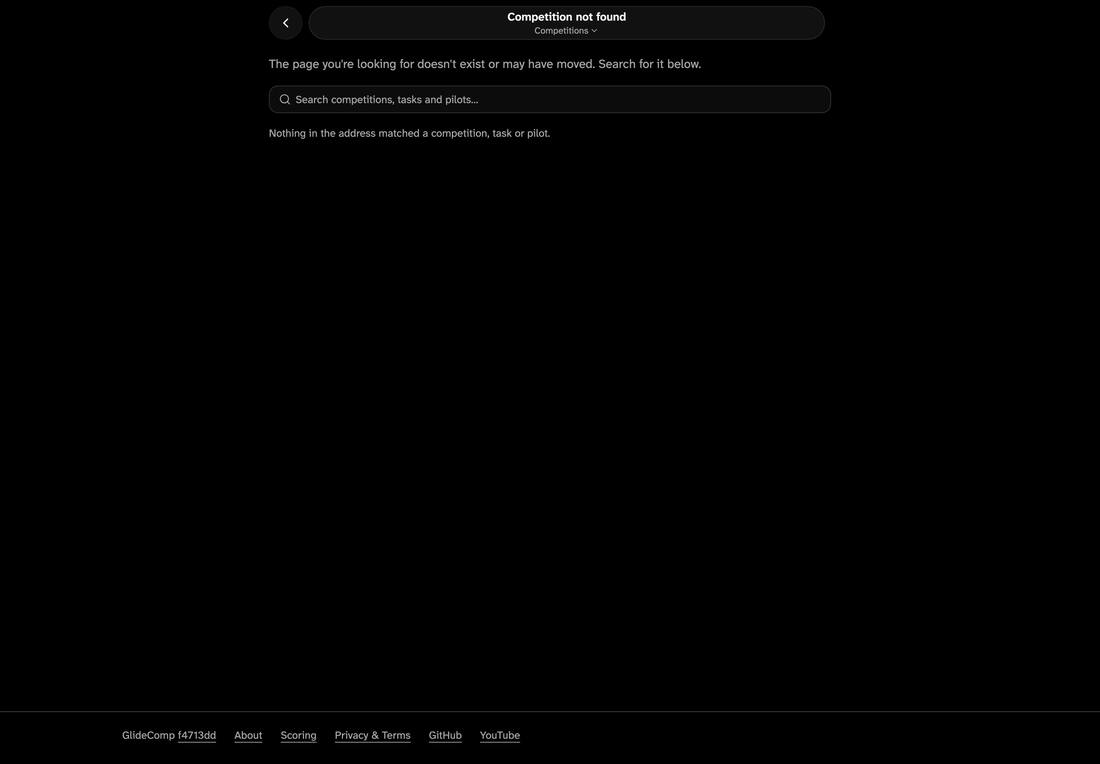 Competition not found
Competitions
The page you're looking for doesn't exist or may have moved. Search for it below.
Search competitions, tasks and pilots...
Nothing in the address matched a competition, task or pilot.
GlideComp f4713dd About Scoring Privacy & Terms GitHub YouTube